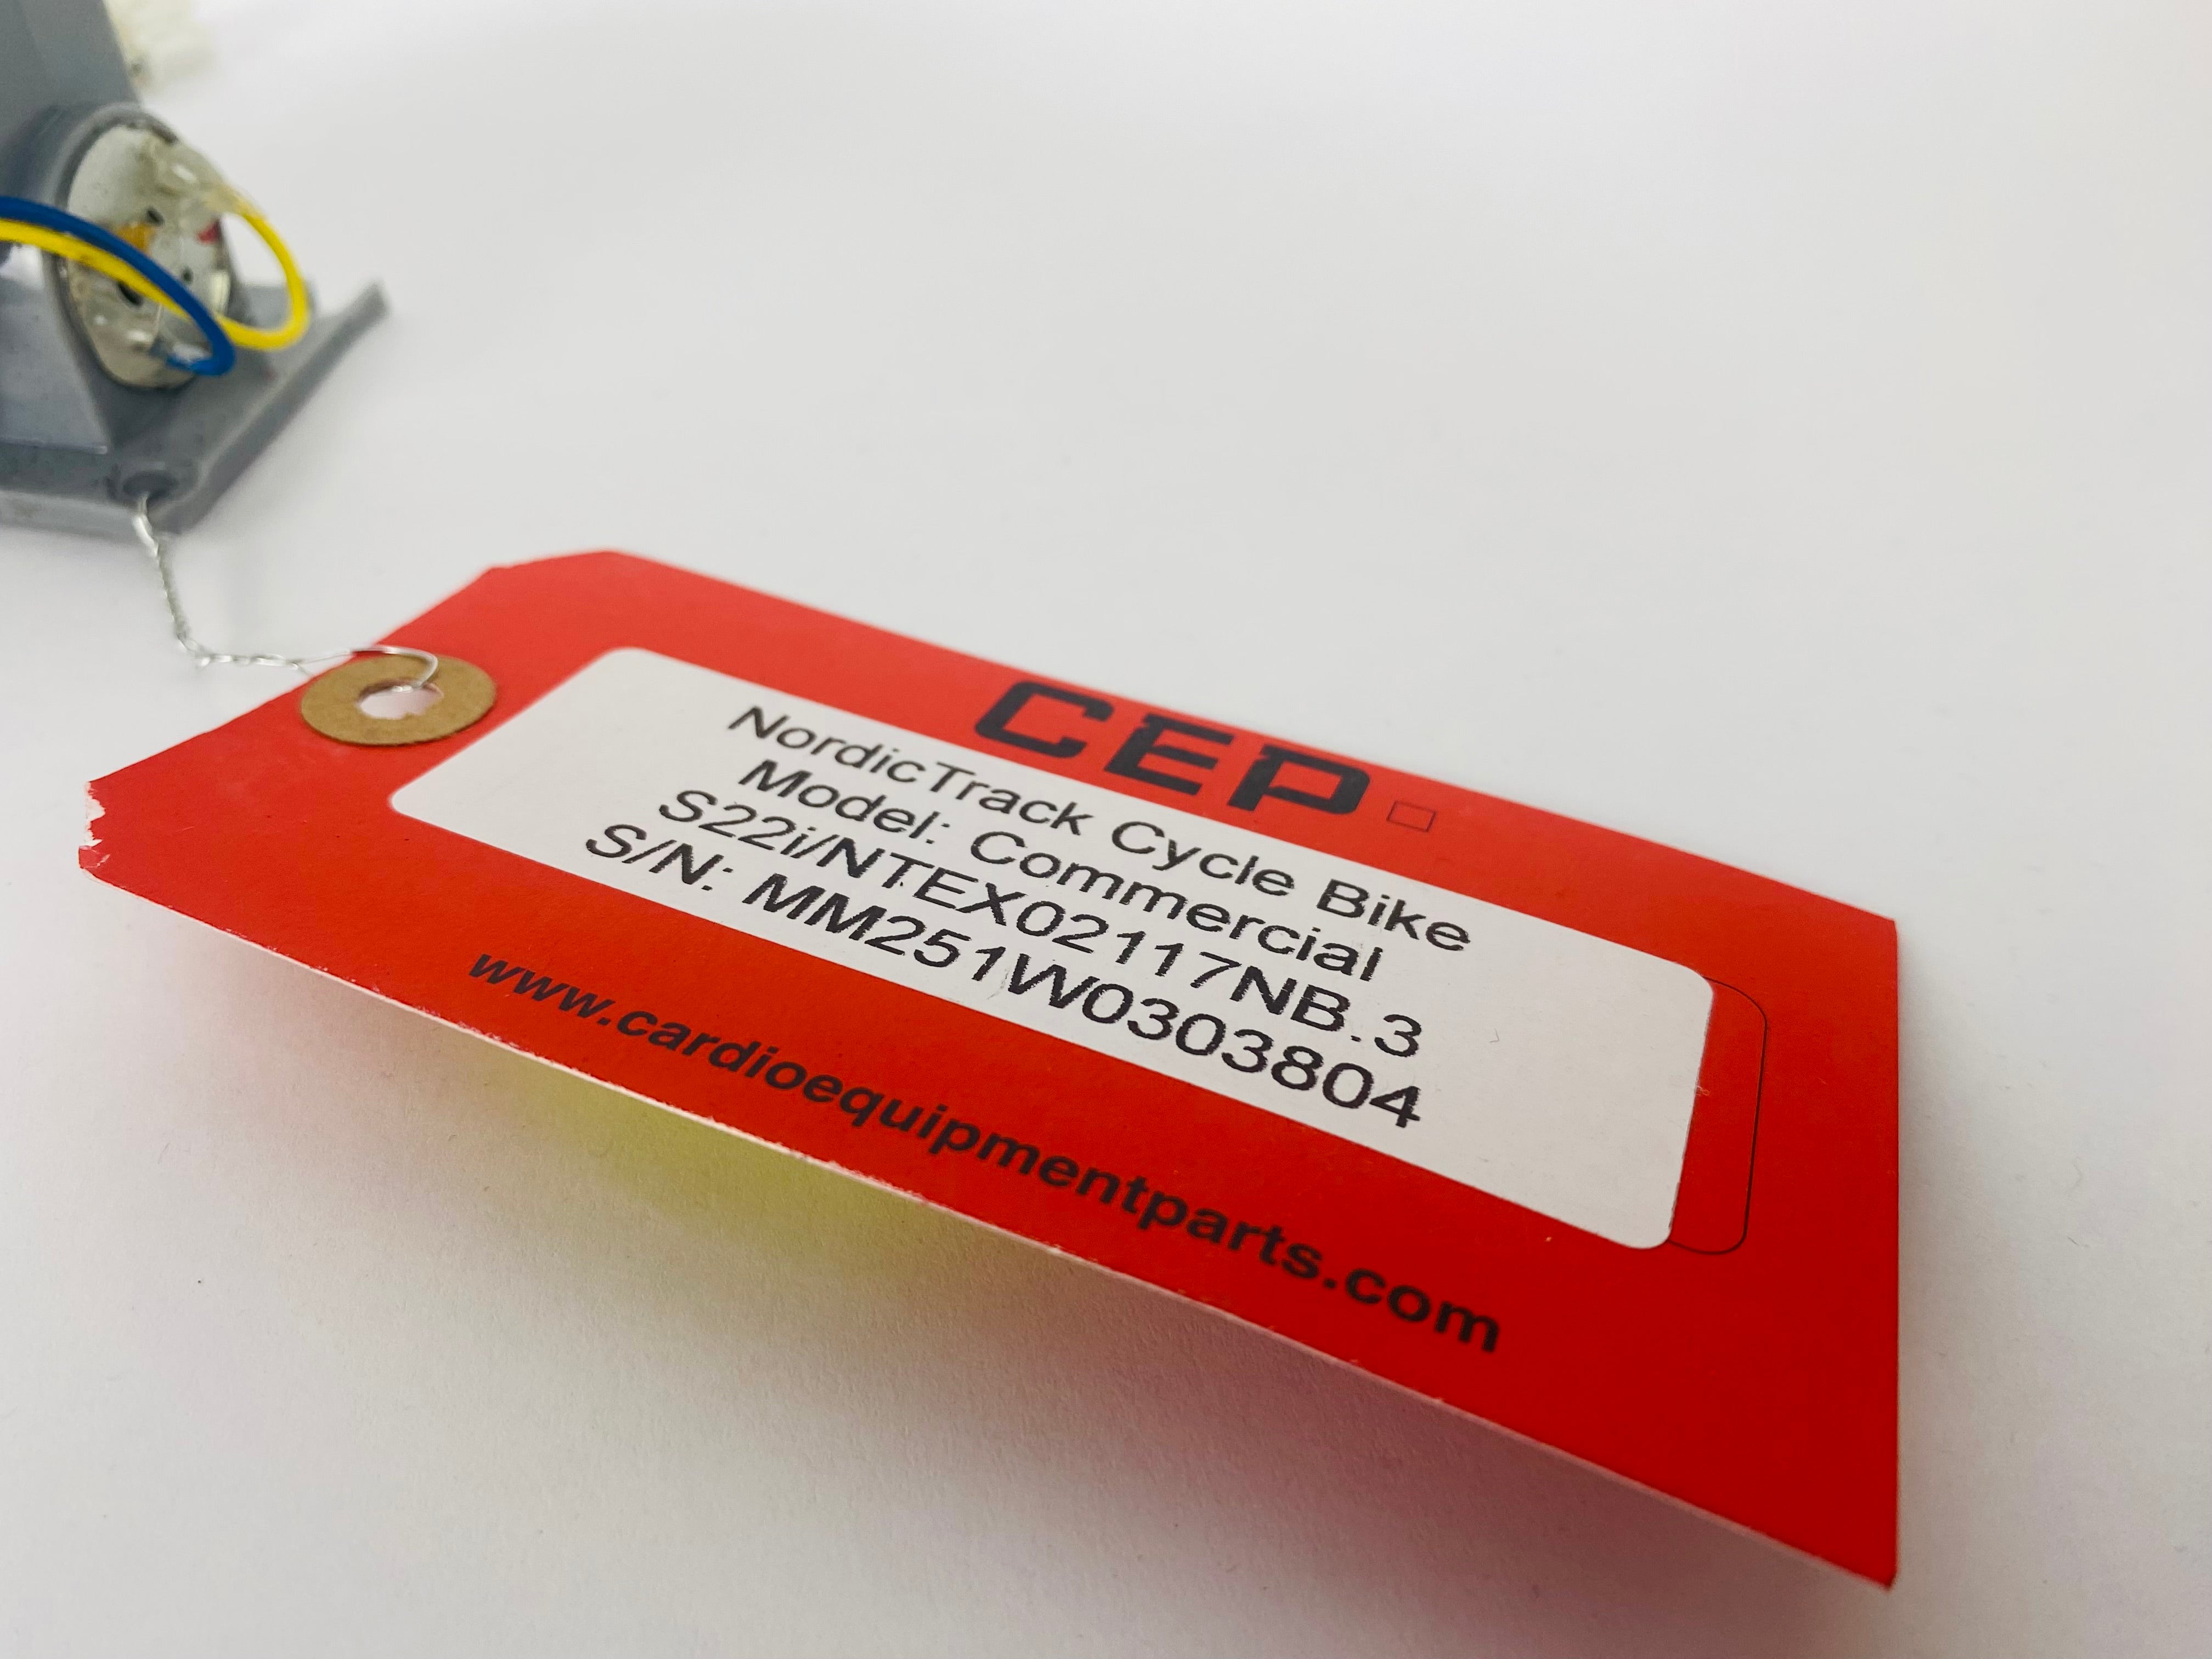 CEP
NordicTrack Cycle Bike
Model: Commercial
S22i/NTEX02117NB.3
S/N: MM251W0303804
www.cardioequipmentparts.com